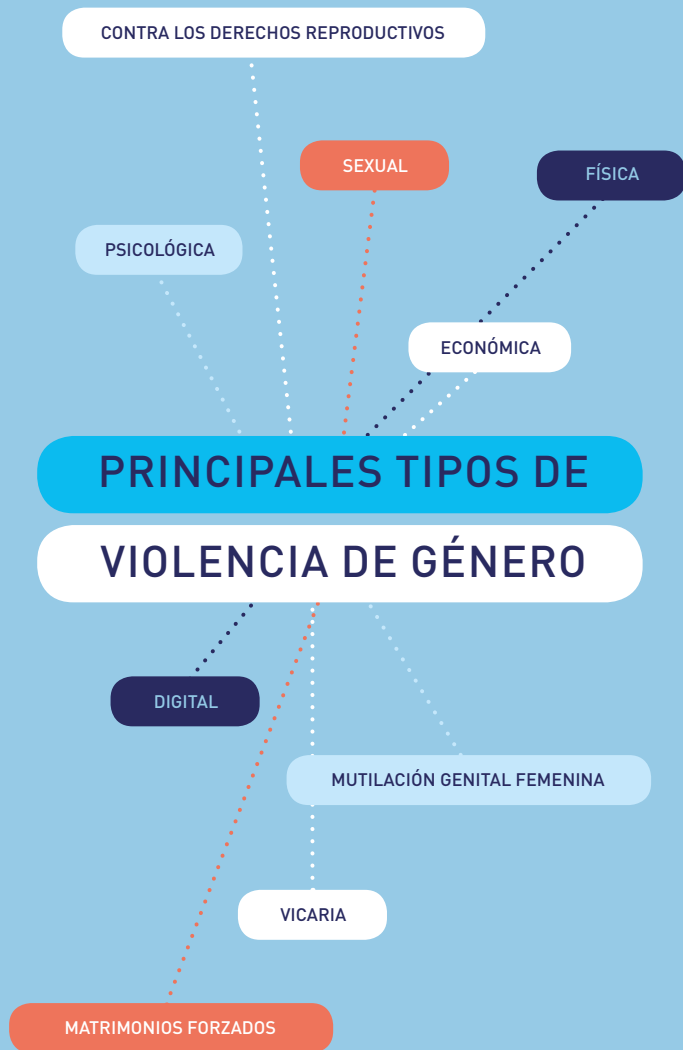 CONTRA LOS DERECHOS REPRODUCTIVOS
SEXUAL
FÍSICA
PSICOLÓGICA
ECONÓMICA
PRINCIPALES TIPOS DE
VIOLENCIA DE GÉNERO
DIGITAL
MUTILACIÓN GENITAL FEMENINA
VICARIA
MATRIMONIOS FORZADOS